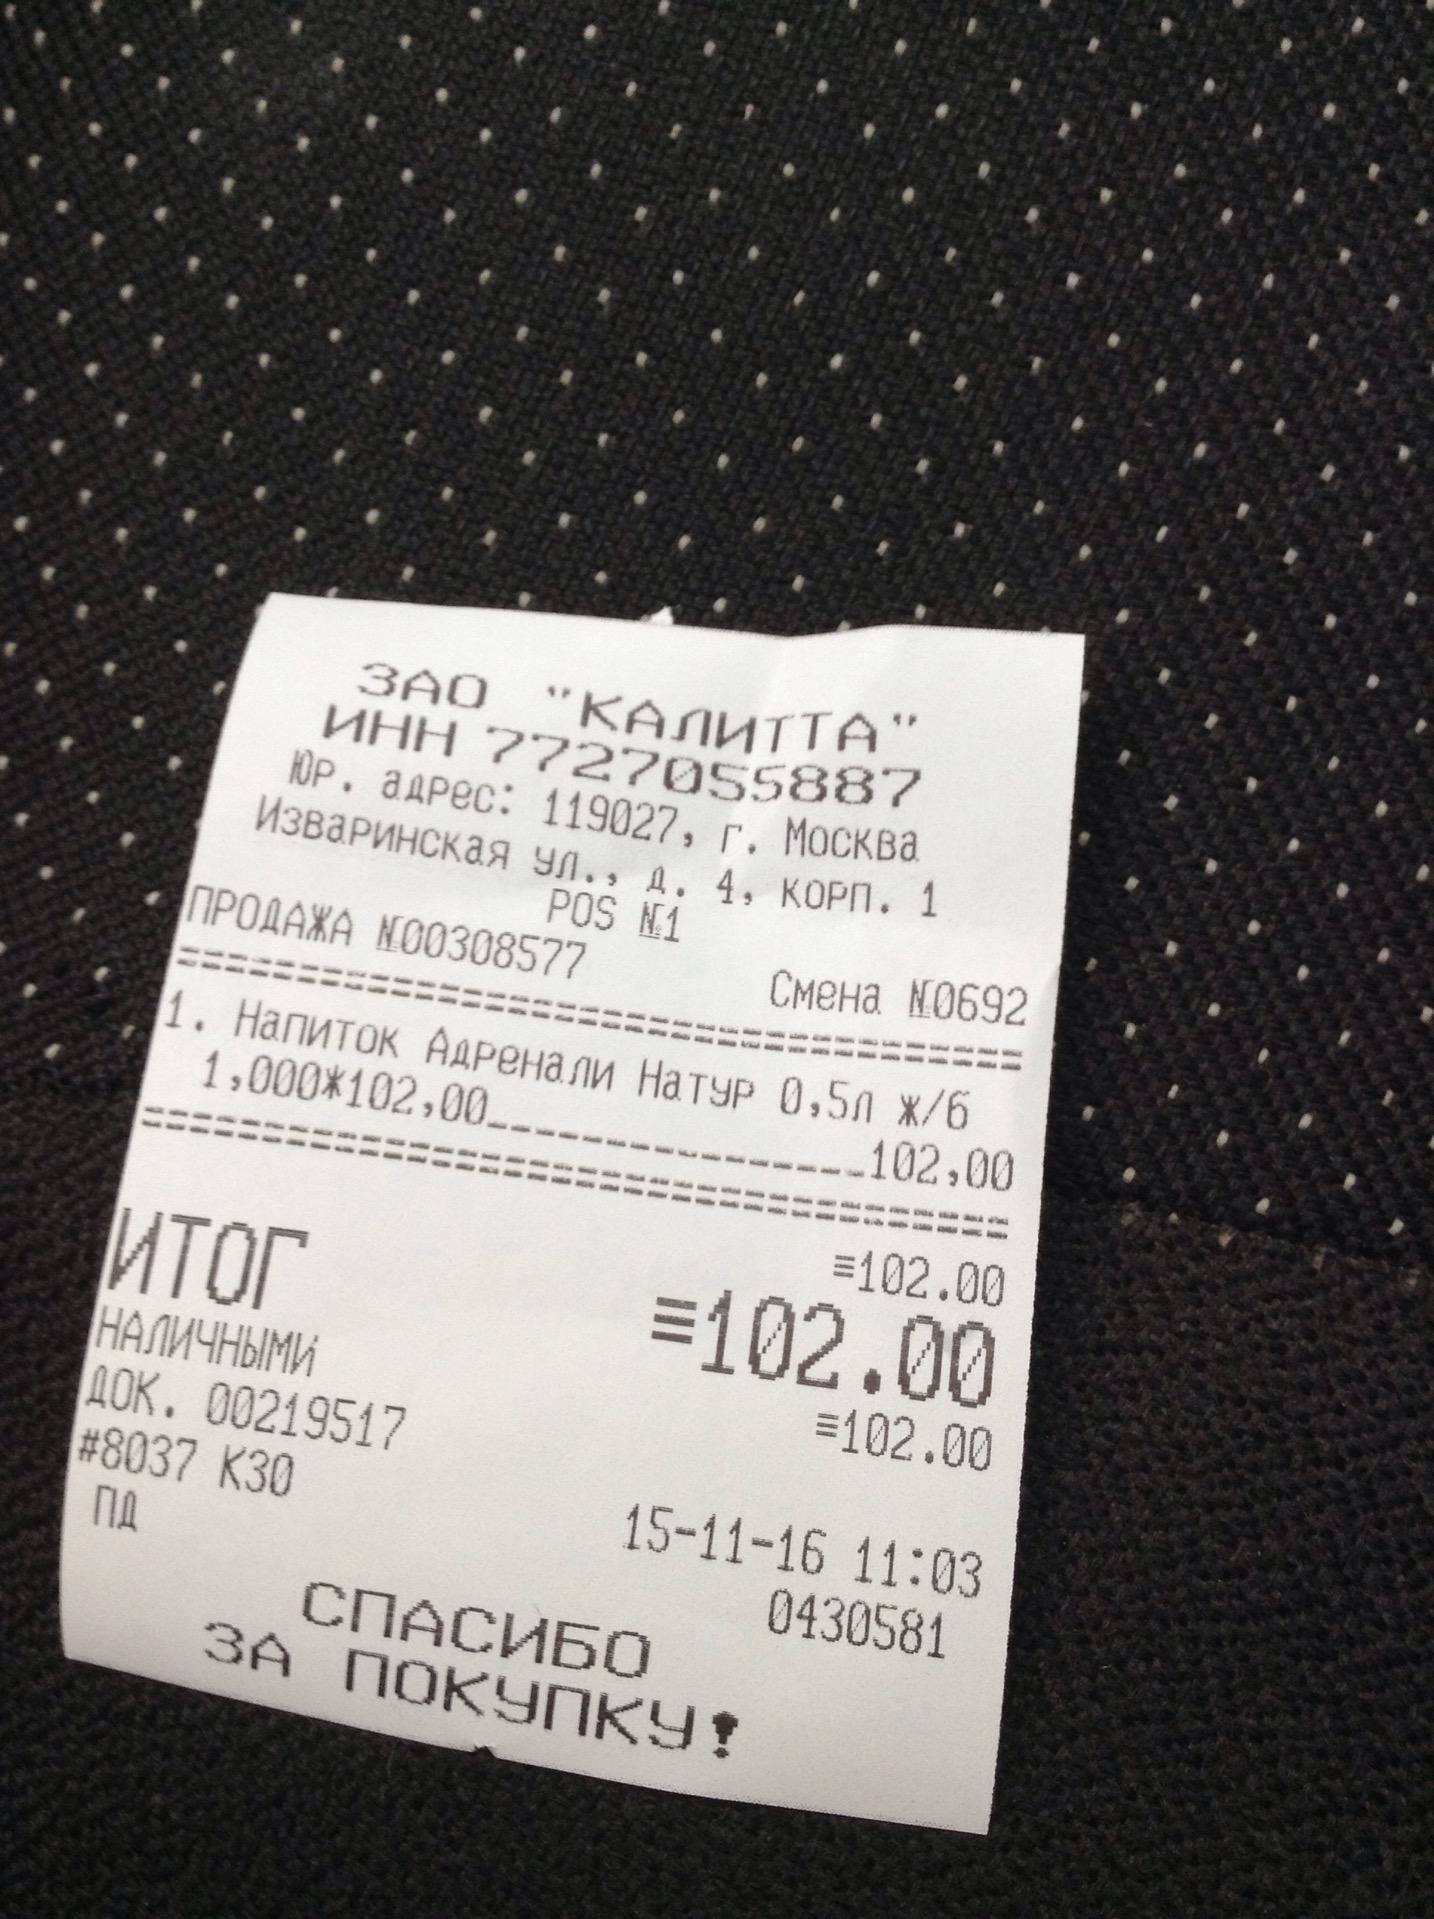 ЗАО "КАЛИТТА"
ИНН 7727055887
Юр. адрес: 119027, г. Москва
Изваринская ул., д. 4, корп. 1
POS №1
ПРОДАЖА №00308577 Смена №0692
================================
1. Напиток Адренали Натур 0,5л ж/б
1,000*102,00 102,00
================================
≡102.00
ИТОГ ≡102.00
НАЛИЧНЫМИ ≡102.00
ДОК. 00219517
#8037 К30 15-11-16 11:03
ПД 0430581
СПАСИБО
ЗА ПОКУПКУ!